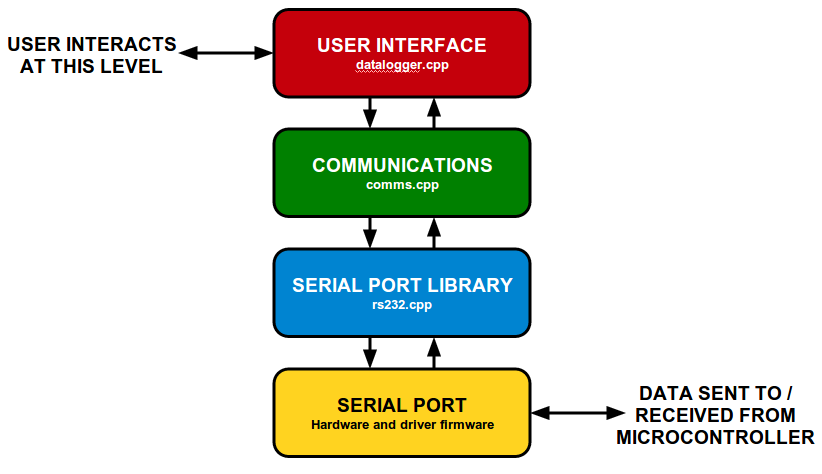 USER INTERACTS
AT THIS LEVEL
USER INTERFACE
datalogger.cpp
COMMUNICATIONS
comms.cpp
SERIAL PORT LIBRARY
rs232.cpp
SERIAL PORT
Hardware and driver firmware
DATA SENT TO /
RECEIVED FROM
MICROCONTROLLER